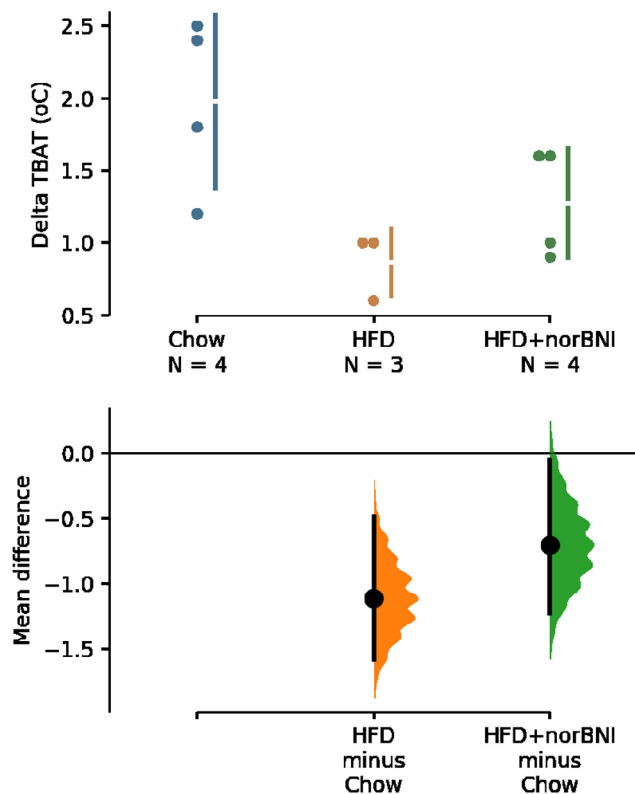 Delta TBAT (oC)
2.5
2.0
1.5
1.0
0.5
Chow
N = 4
HFD
N = 3
HFD+norBNI
N = 4
Mean difference
0.0
−0.5
−1.0
−1.5
HFD
minus
Chow
HFD+norBNI
minus
Chow